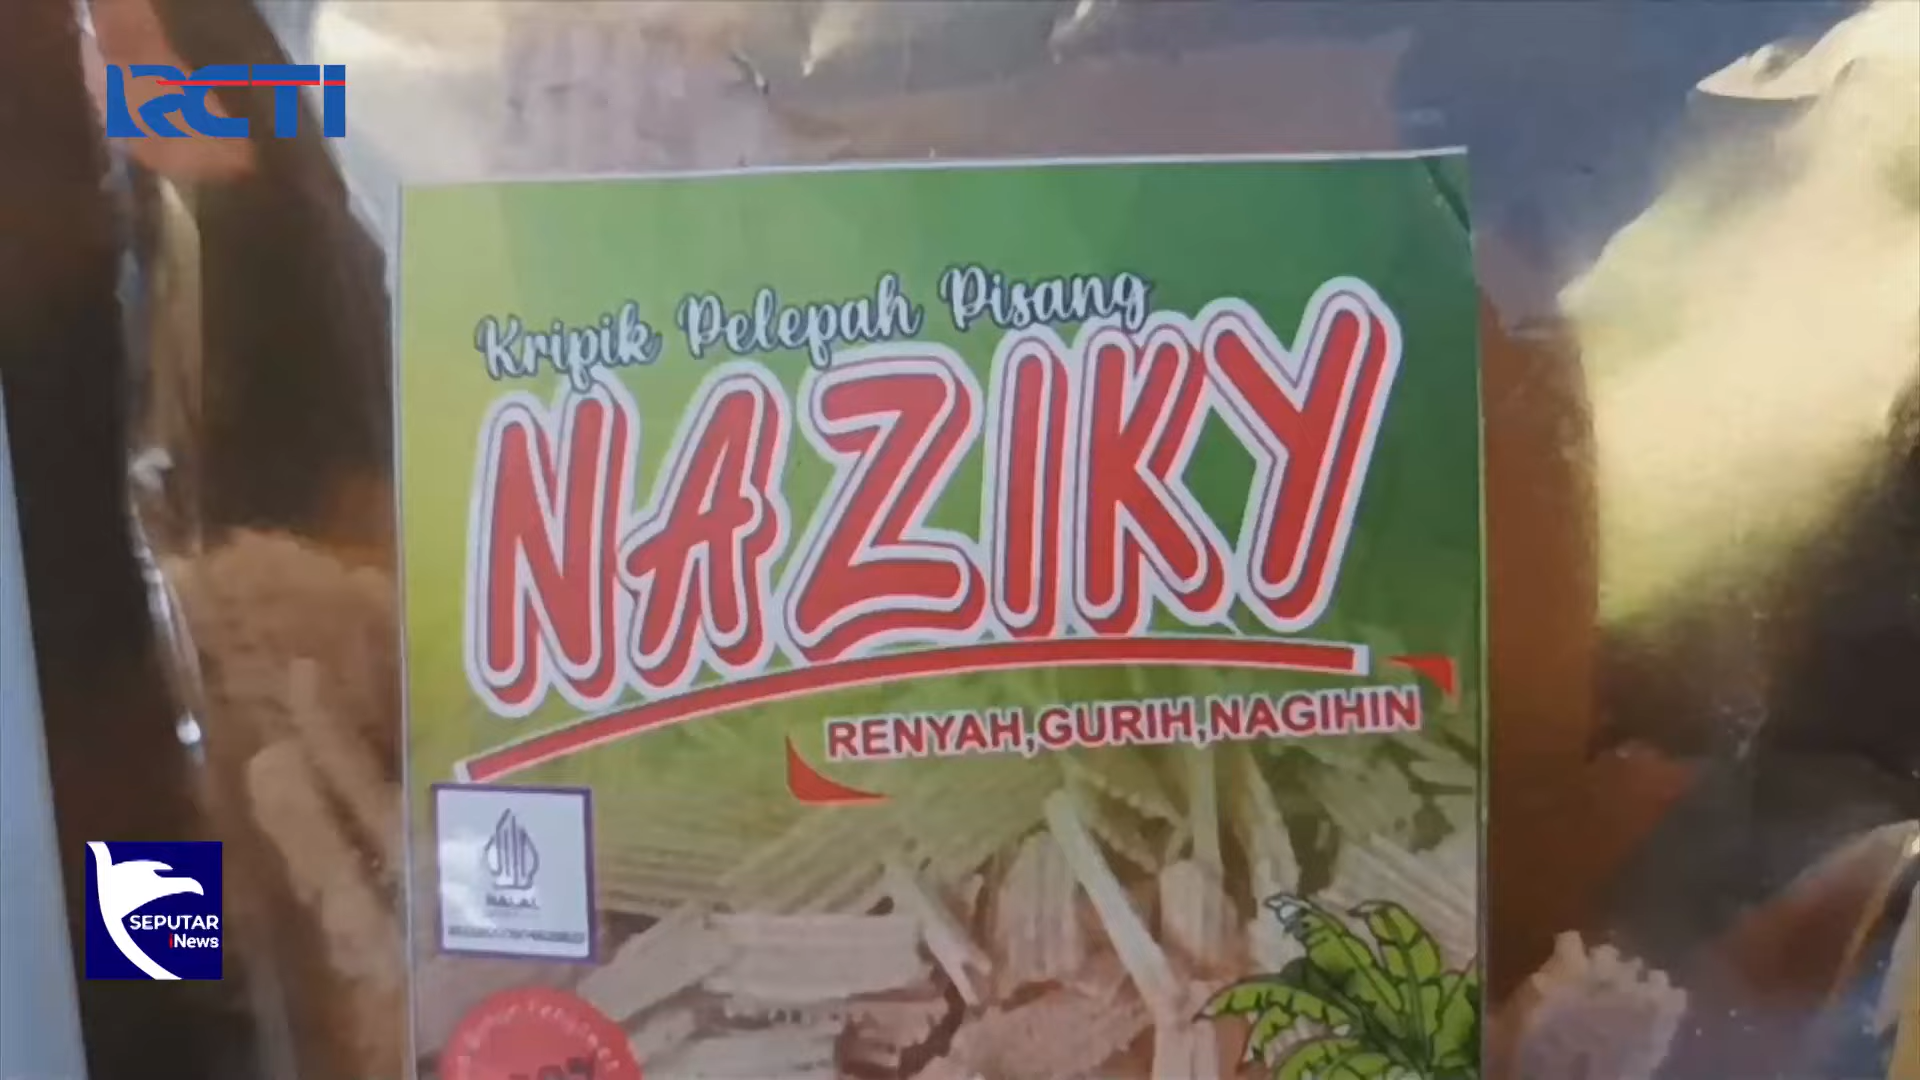 RCTI
Kripik Pelepah Pisang
NAZIKY
RENYAH,GURIH,NAGIHIN
HALAL
SEPUTAR
iNews